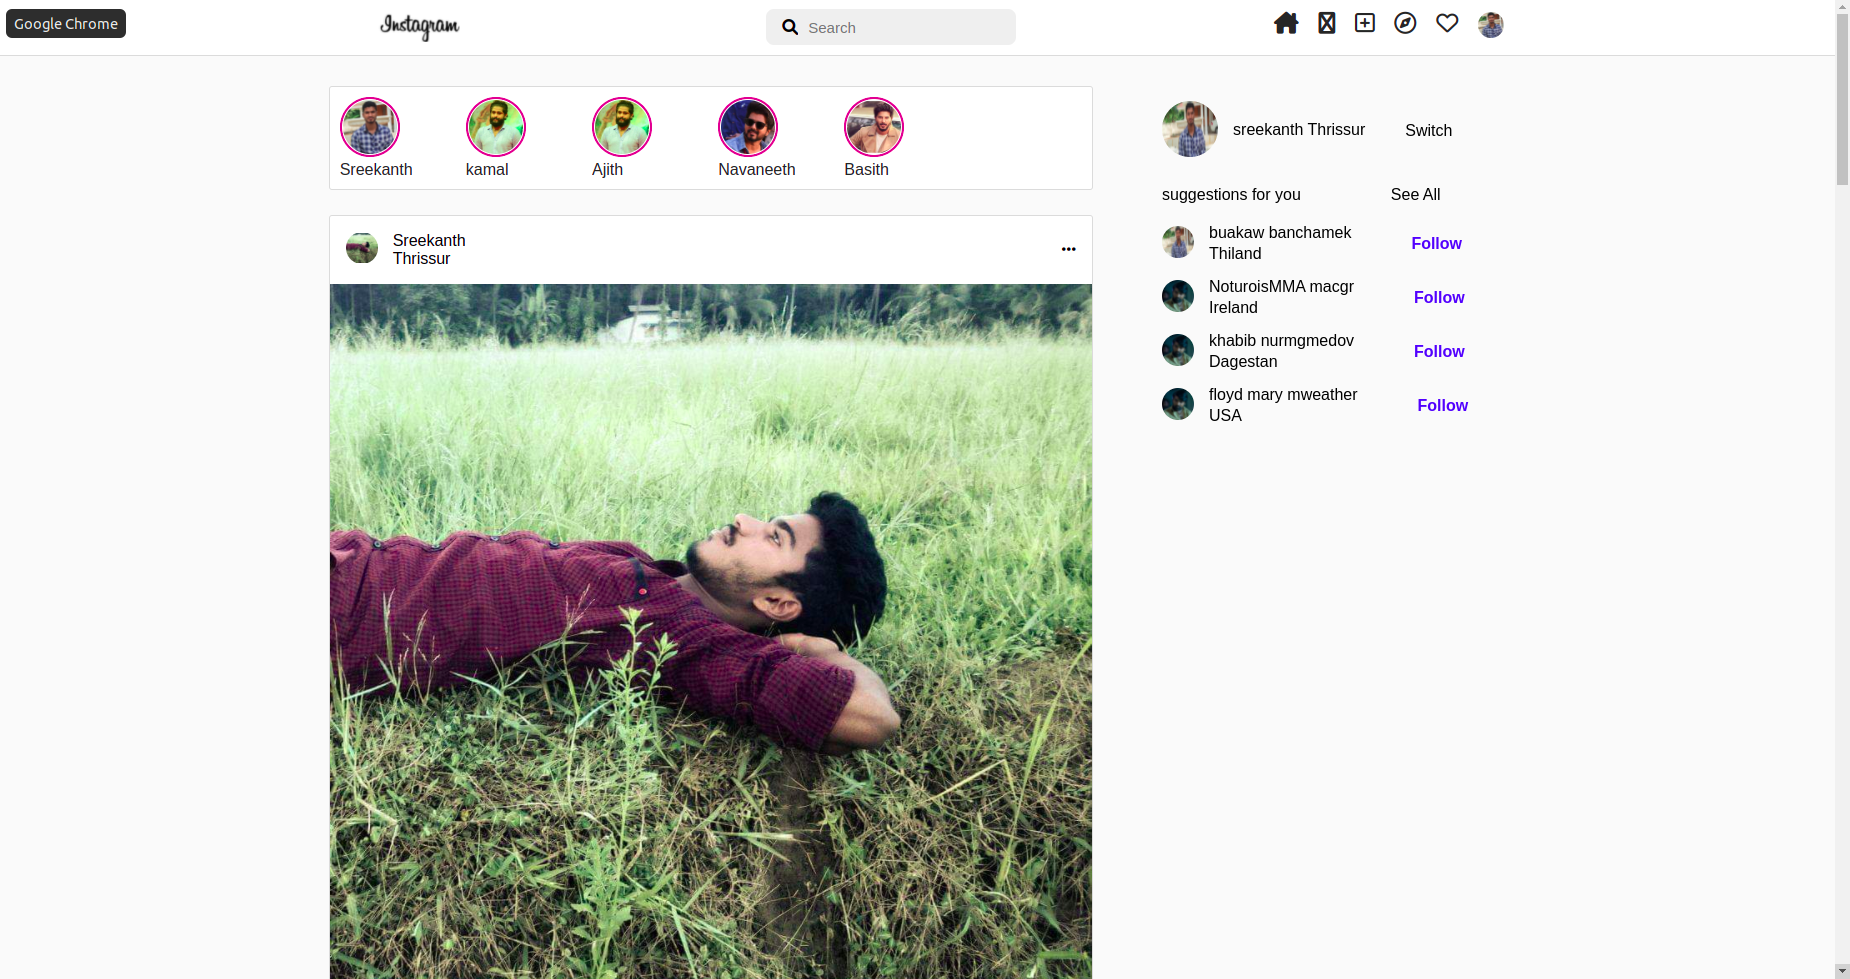 Google Chrome
Instagram
Search
Sreekanth
kamal
Ajith
Navaneeth
Basith
sreekanth Thrissur
Switch
suggestions for you
See All
Sreekanth
Thrissur
buakaw banchamek
Thiland
Follow
NoturoisMMA macgr
Ireland
Follow
khabib nurmgmedov
Dagestan
Follow
floyd mary mweather
USA
Follow